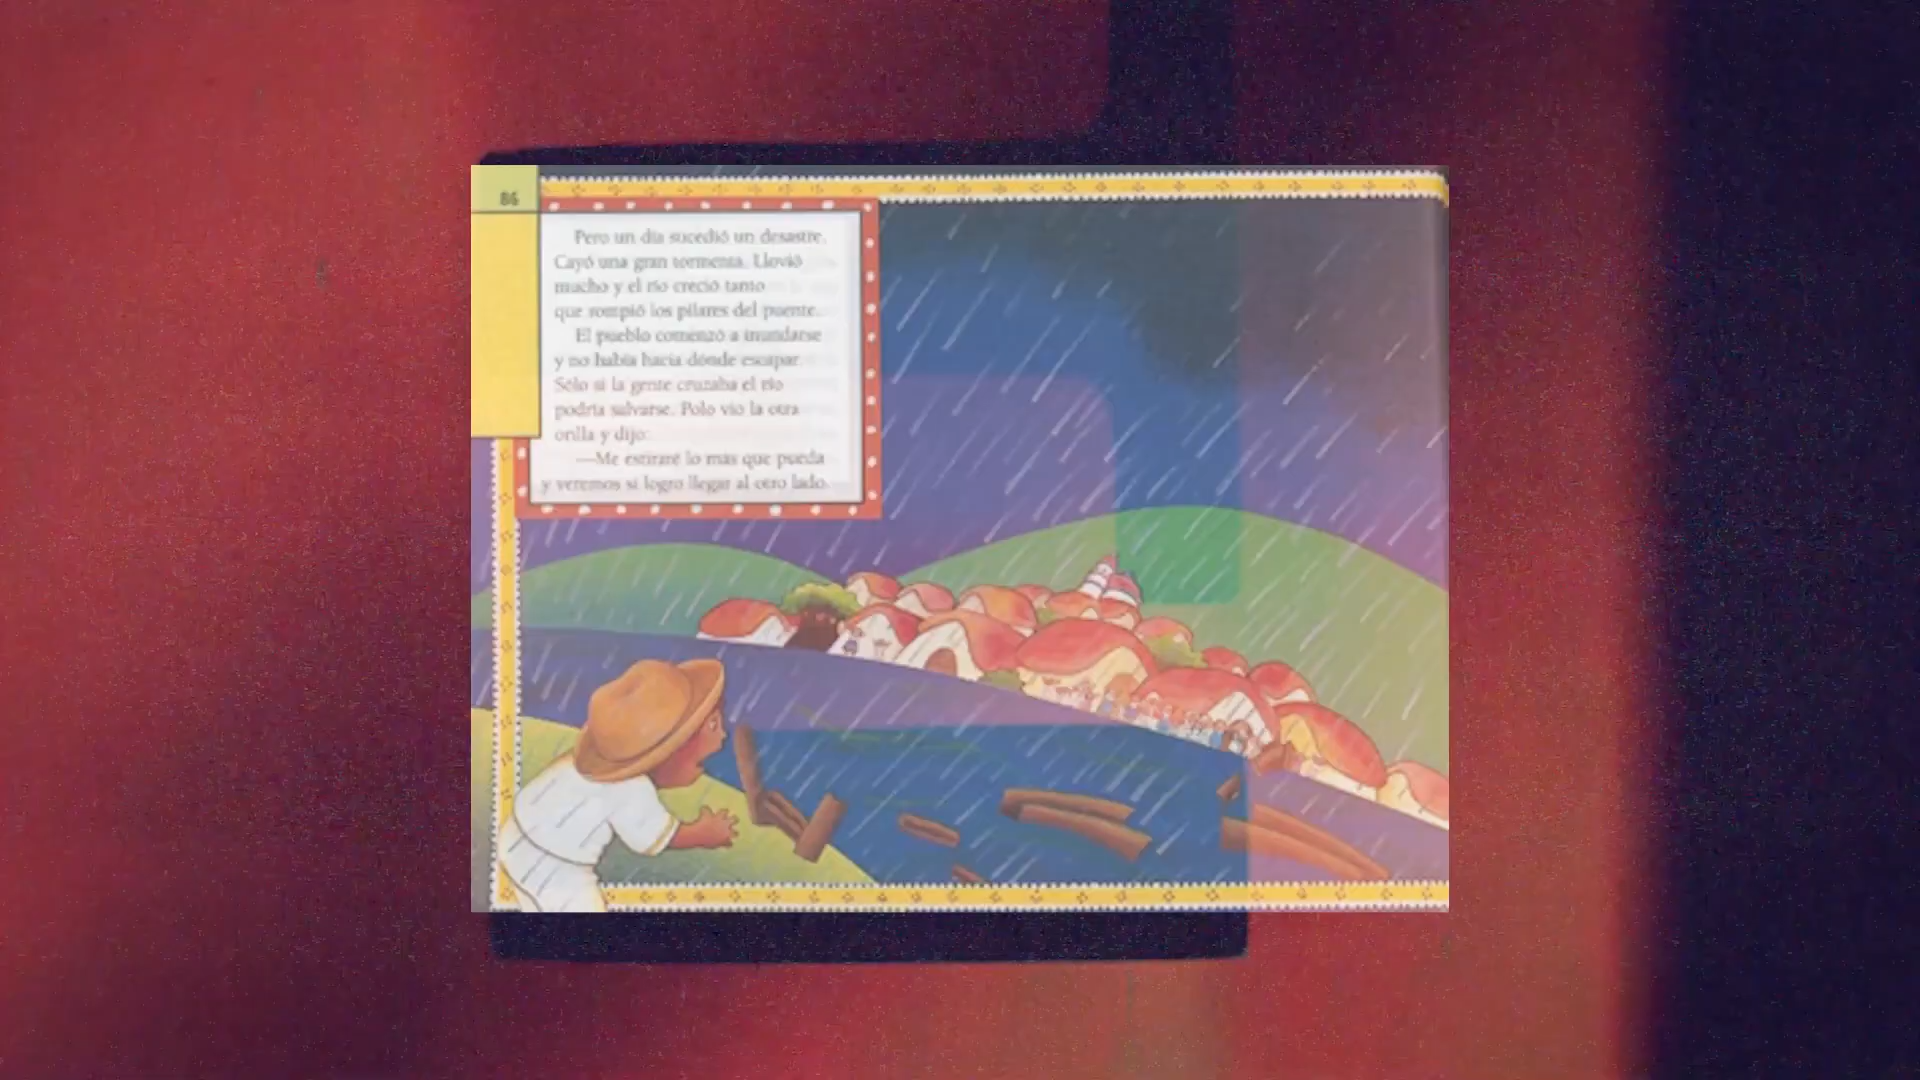 86
Pero un día sucedió un desastre.
Cayó una gran tormenta. Llovió
mucho y el río creció tanto
que rompió los pilares del puente.
El pueblo comenzó a inundarse
y no había hacia dónde escapar.
Sólo si la gente cruzaba el río
podría salvarse. Polo vio la otra
orilla y dijo:
—Me estiraré lo más que pueda
y veremos si logro llegar al otro lado.